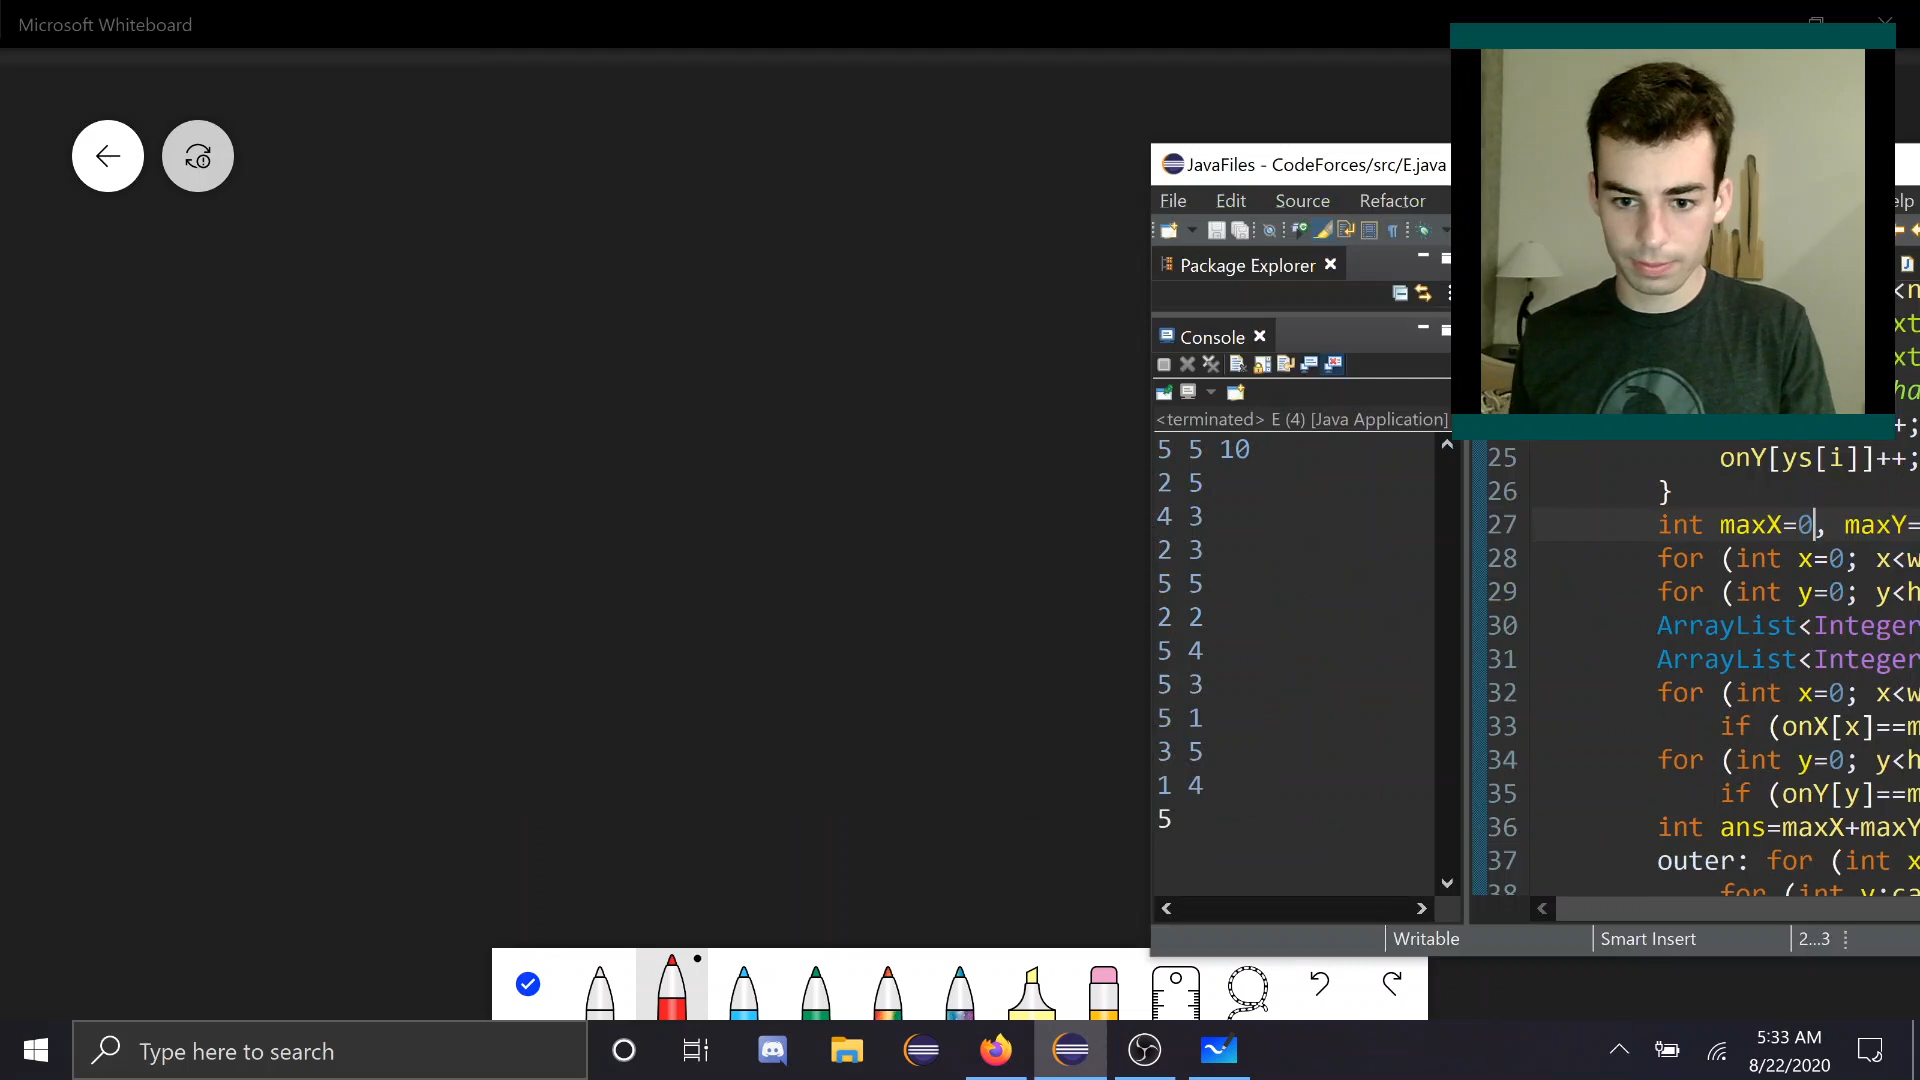 Microsoft Whiteboard
JavaFiles - CodeForces/src/E.java
File Edit Source Refactor
elp
Package Explorer
Console
<terminated> E (4) [Java Application]
5 5 10
2 5
4 3
2 3
5 5
2 2
5 4
5 3
5 1
3 5
1 4
5
25 onY[ys[i]]++;
26 }
27 int maxX=0, maxY=
28 for (int x=0; x<w
29 for (int y=0; y<h
30 ArrayList<Integer
31 ArrayList<Integer
32 for (int x=0; x<w
33 if (onX[x]==m
34 for (int y=0; y<h
35 if (onY[y]==m
36 int ans=maxX+maxY
37 outer: for (int x
38 for (int y:ca
Writable Smart Insert 2...3
Type here to search
5:33 AM
8/22/2020